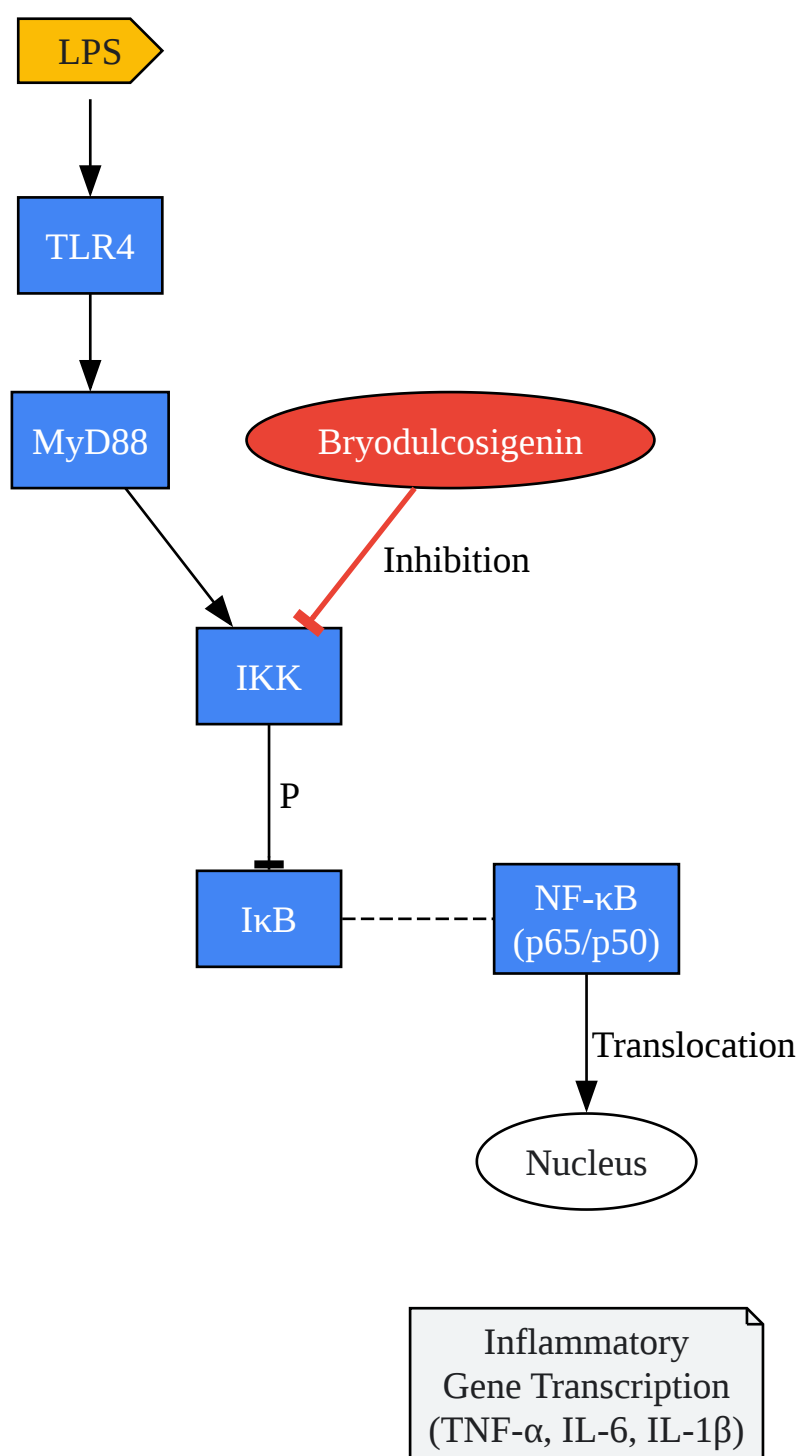 LPS
TLR4
MyD88
Bryodulcosigenin
Inhibition
IKK
P
IκB
NF-κB
(p65/p50)
Translocation
Nucleus
Inflammatory
Gene Transcription
(TNF-α, IL-6, IL-1β)